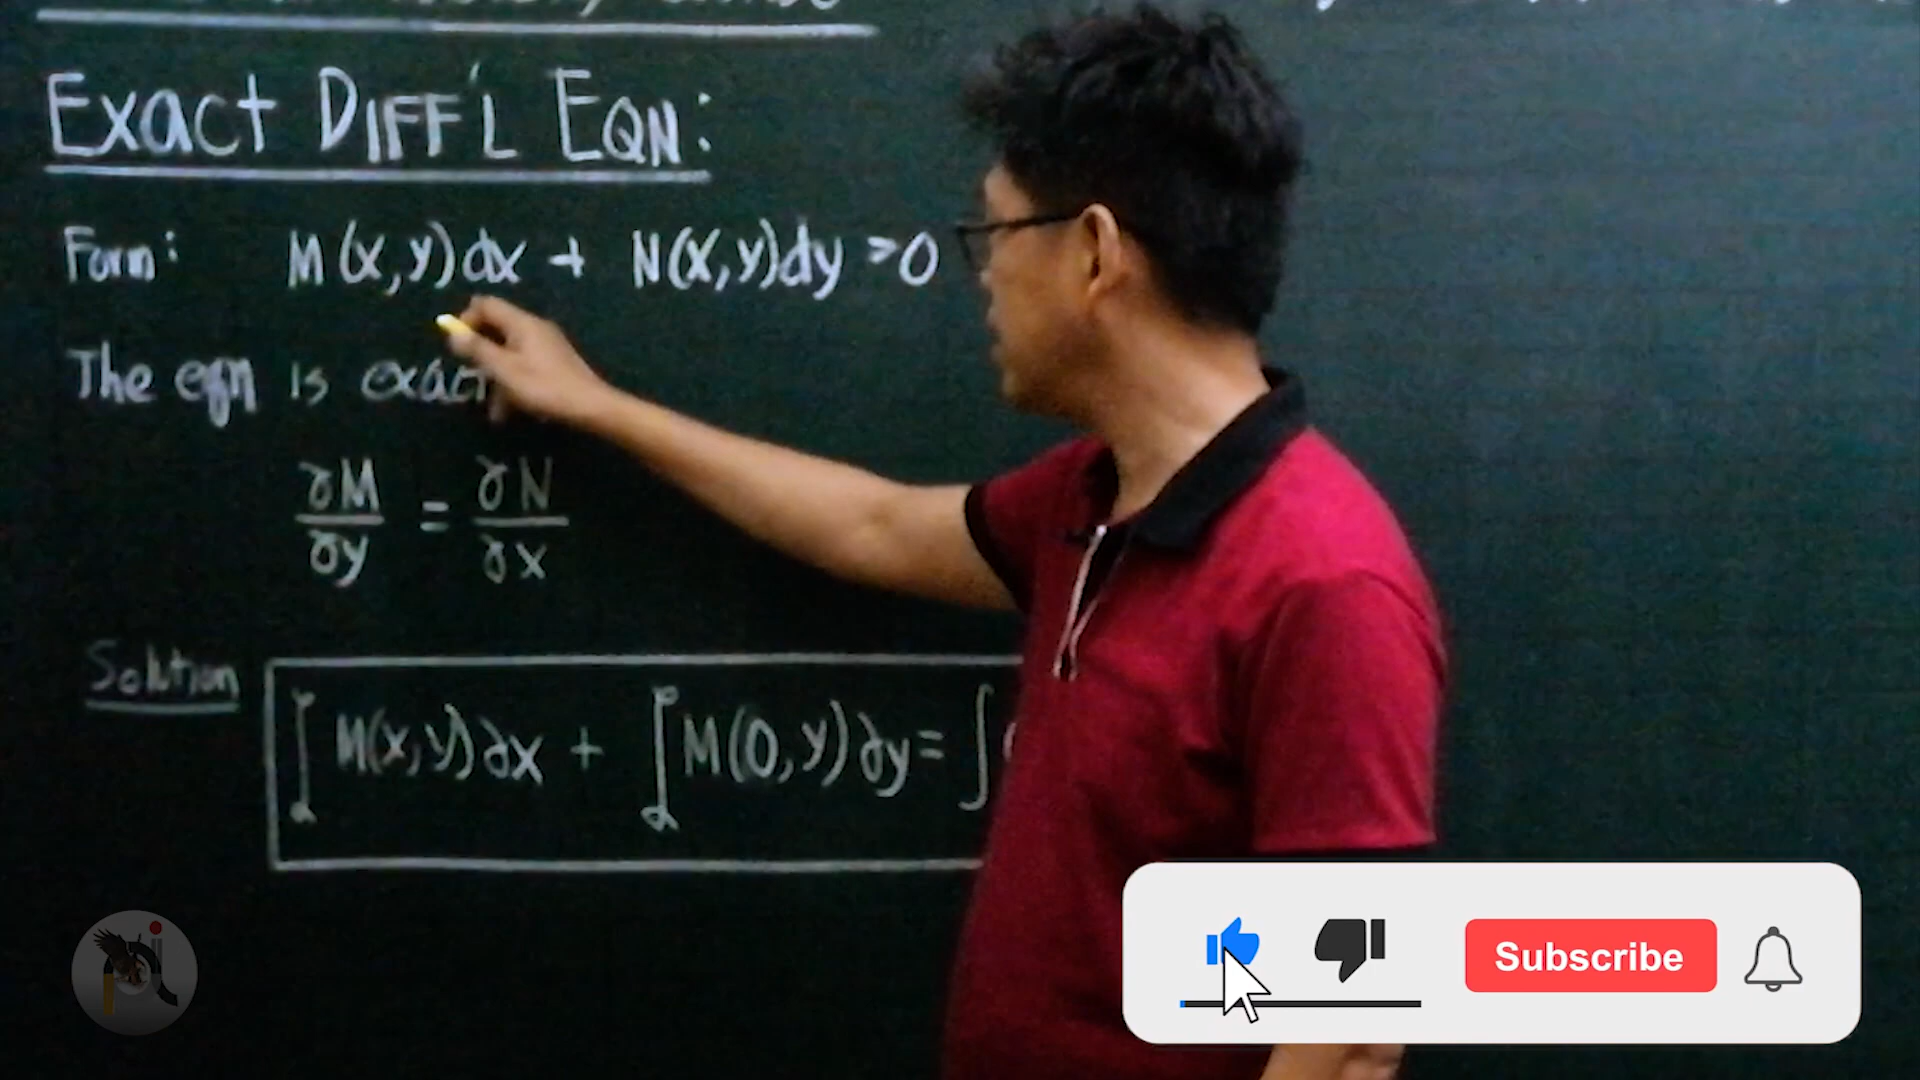 EXACT DIFF'L EQN:
Form: M(x,y)dx + N(x,y)dy = 0
The eqn is exact
∂M/∂y = ∂N/∂x
Solution
∫ M(x,y)∂x + ∫ M(0,y)∂y = ∫
Subscribe